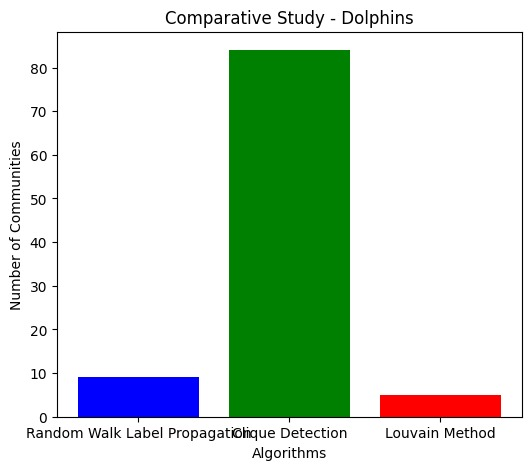 Comparative Study - Dolphins
Number of Communities
80
70
60
50
40
30
20
10
0
Random Walk Label Propagation
Clique Detection
Louvain Method
Algorithms